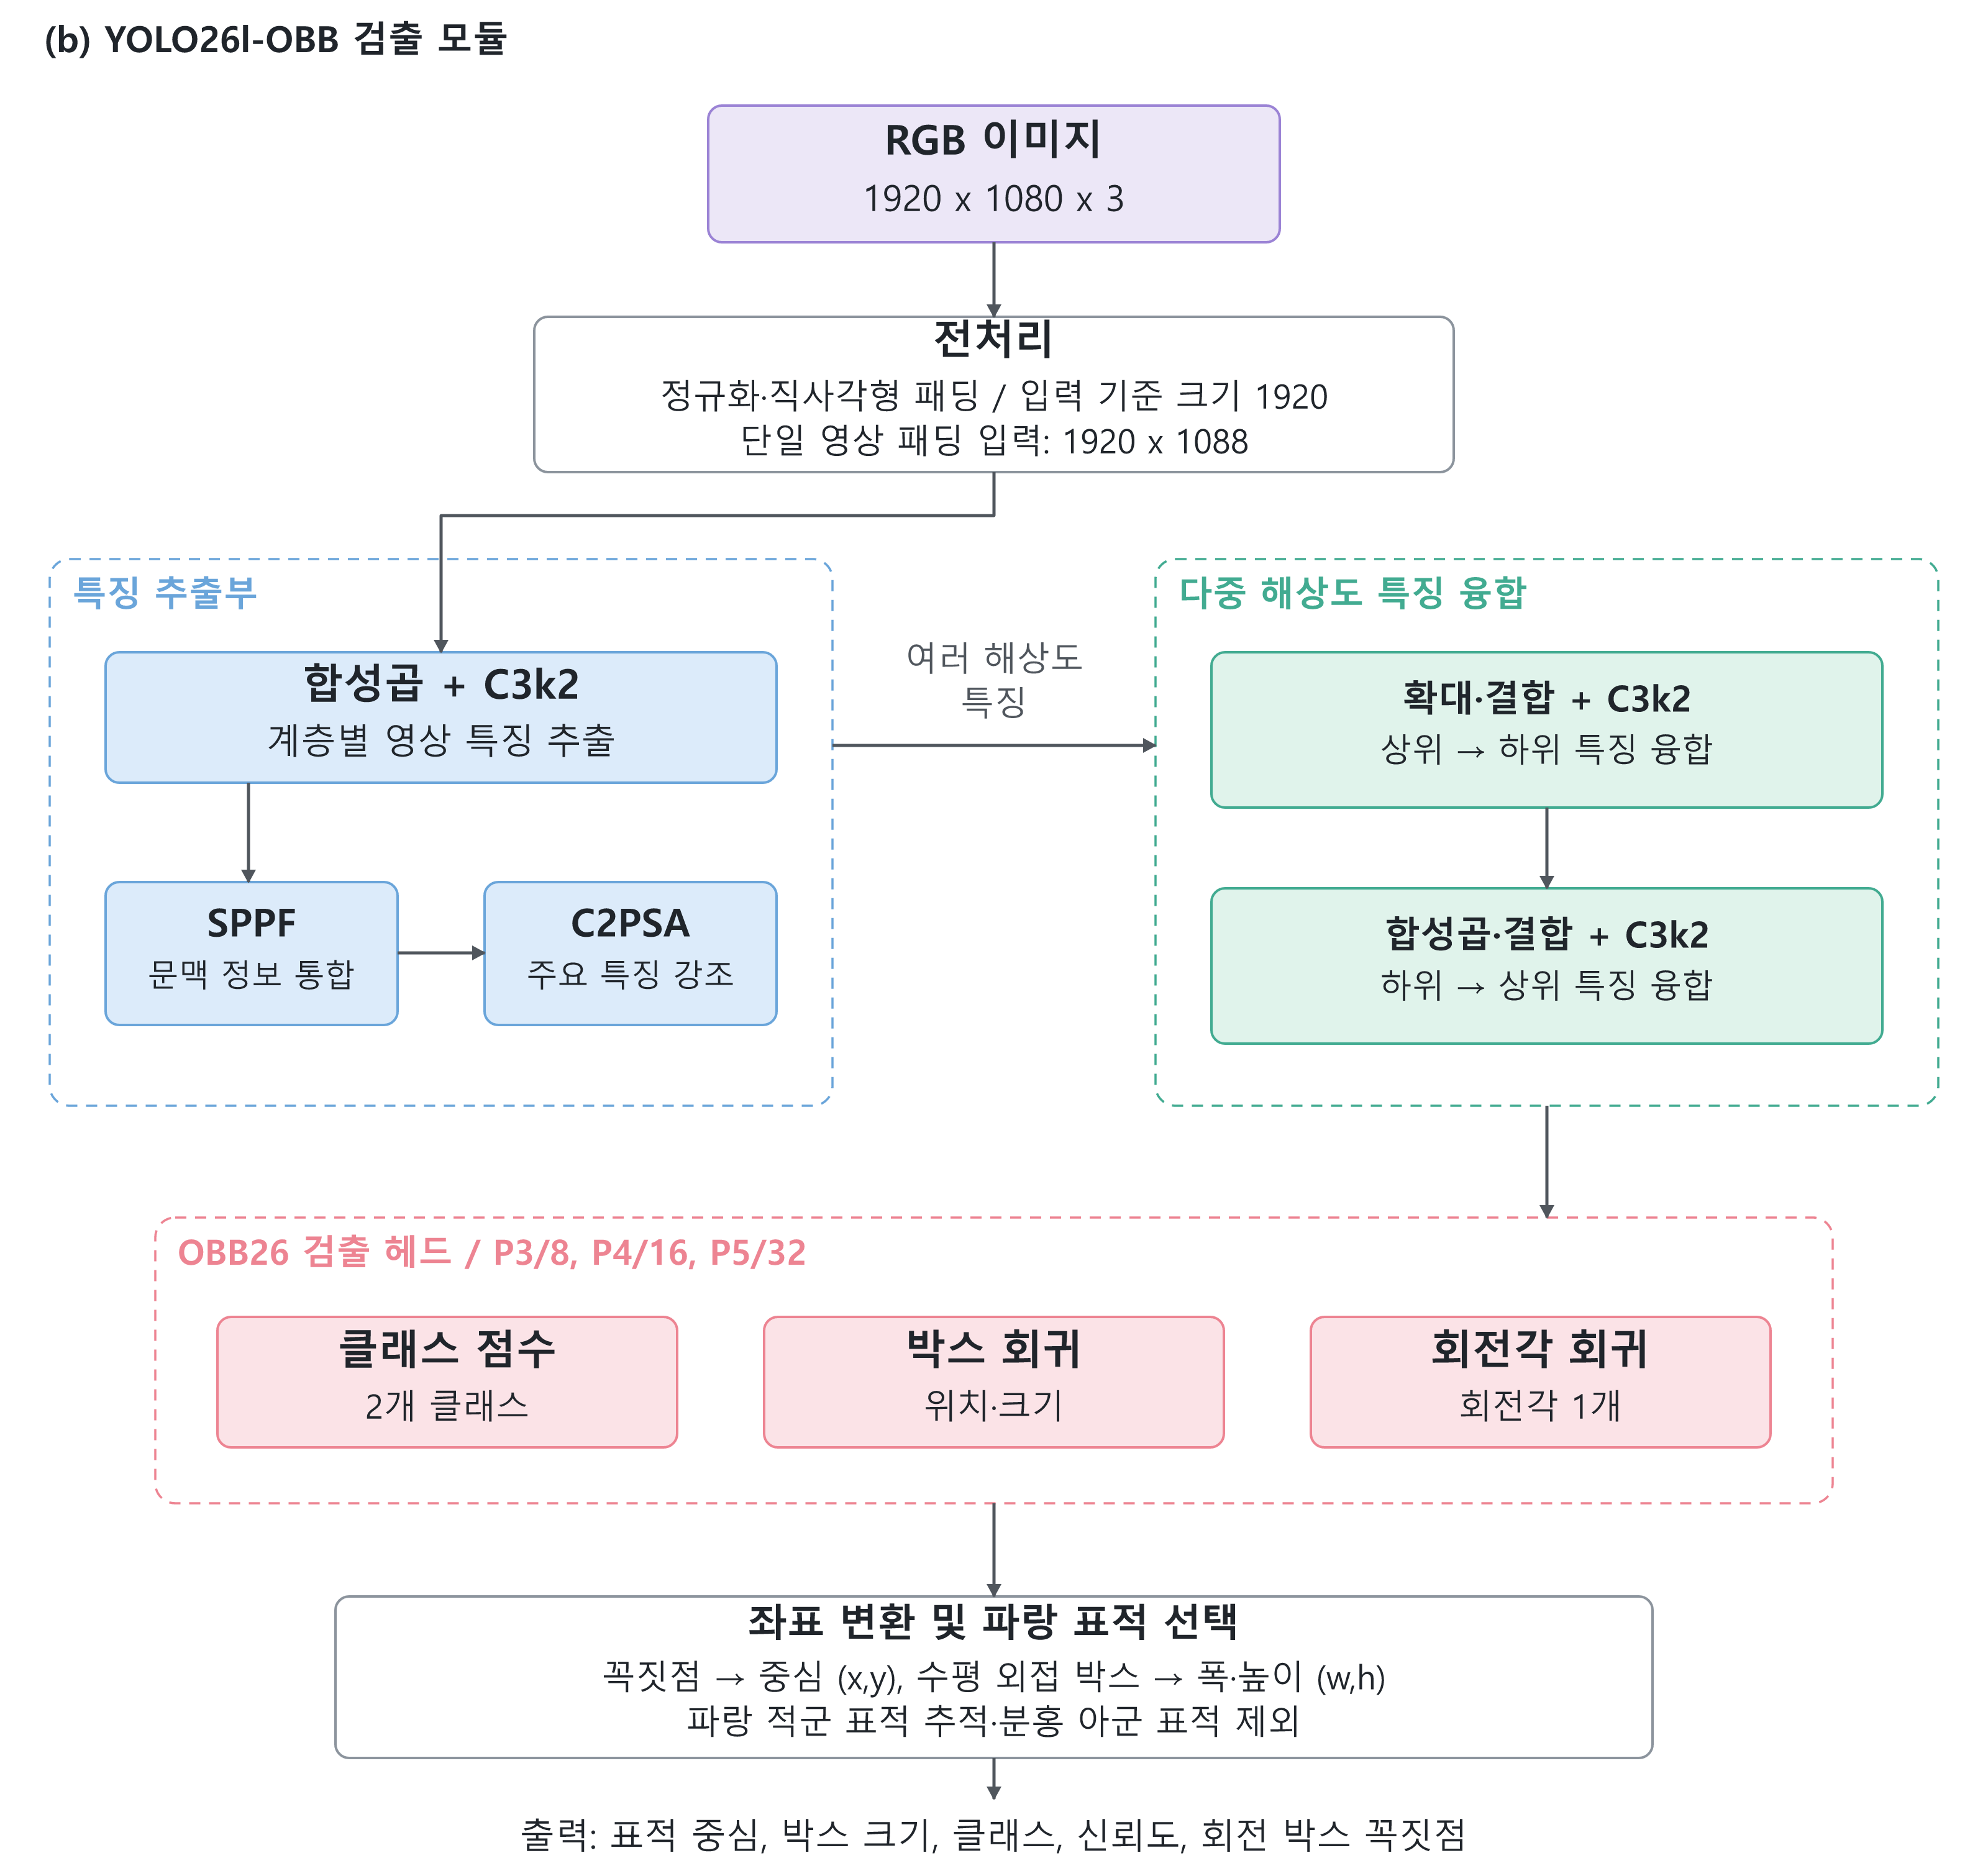 (b) YOLO26l-OBB 검출 모듈
RGB 이미지
1920 x 1080 x 3
전처리
정규화·직사각형 패딩 / 입력 기준 크기 1920
단일 영상 패딩 입력: 1920 x 1088
특징 추출부
합성곱 + C3k2
계층별 영상 특징 추출
SPPF
문맥 정보 통합
C2PSA
주요 특징 강조
여러 해상도
특징
다중 해상도 특징 융합
확대·결합 + C3k2
상위 → 하위 특징 융합
합성곱·결합 + C3k2
하위 → 상위 특징 융합
OBB26 검출 헤드 / P3/8, P4/16, P5/32
클래스 점수
2개 클래스
박스 회귀
위치·크기
회전각 회귀
회전각 1개
좌표 변환 및 파랑 표적 선택
꼭짓점 → 중심 (x,y), 수평 외접 박스 → 폭·높이 (w,h)
파랑 적군 표적 추적·분홍 아군 표적 제외
출력: 표적 중심, 박스 크기, 클래스, 신뢰도, 회전 박스 꼭짓점